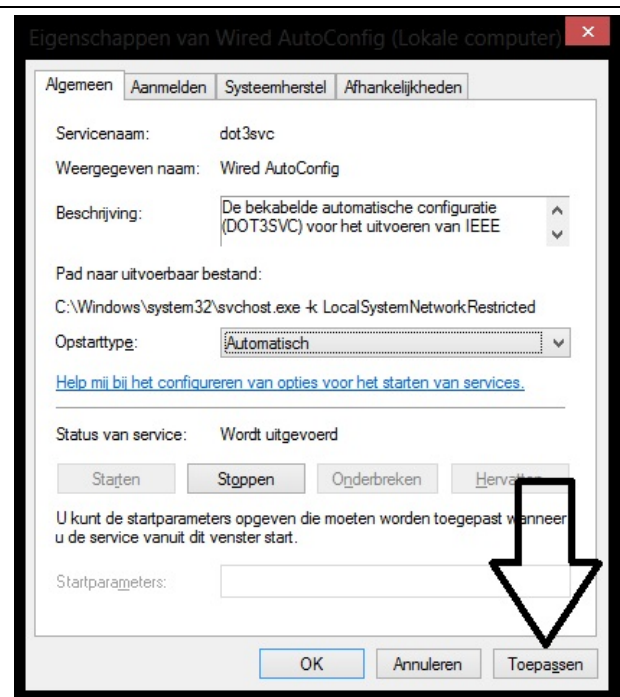 Eigenschappen van Wired AutoConfig (Lokale computer)
Algemeen Aanmelden Systeemherstel Afhankelijkheden
Servicenaam: dot3svc
Weergegeven naam: Wired AutoConfig
Beschrijving: De bekabelde automatische configuratie
(DOT3SVC) voor het uitvoeren van IEEE
Pad naar uitvoerbaar bestand:
C:\Windows\system32\svchost.exe -k LocalSystemNetworkRestricted
Opstarttype: Automatisch
Help mij bij het configureren van opties voor het starten van services.
Status van service: Wordt uitgevoerd
Starten Stoppen Onderbreken Hervatten
U kunt de startparameters opgeven die moeten worden toegepast wanneer
u de service vanuit dit venster start.
Startparameters:
OK Annuleren Toepassen